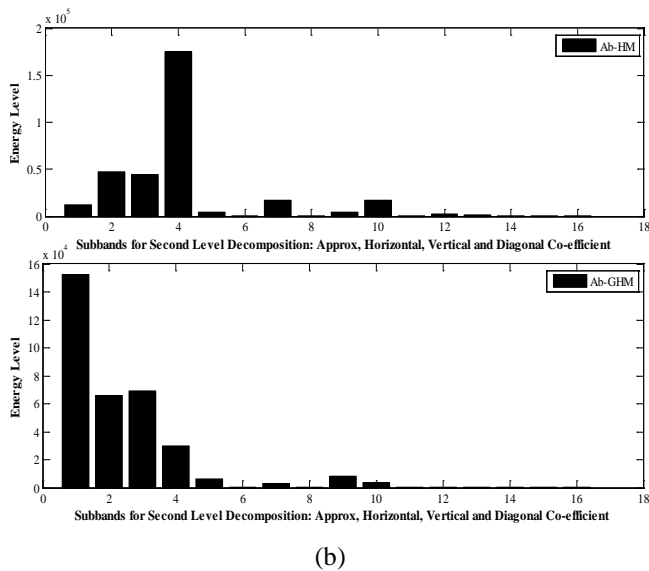 x 10^5
2
1.5
1
0.5
0
Energy Level
Ab-HM
0 2 4 6 8 10 12 14 16 18
Subbands for Second Level Decomposition: Approx, Horizontal, Vertical and Diagonal Co-efficient
x 10^4
16
14
12
10
8
6
4
2
0
Energy Level
Ab-GHM
0 2 4 6 8 10 12 14 16 18
Subbands for Second Level Decomposition: Approx, Horizontal, Vertical and Diagonal Co-efficient
(b)